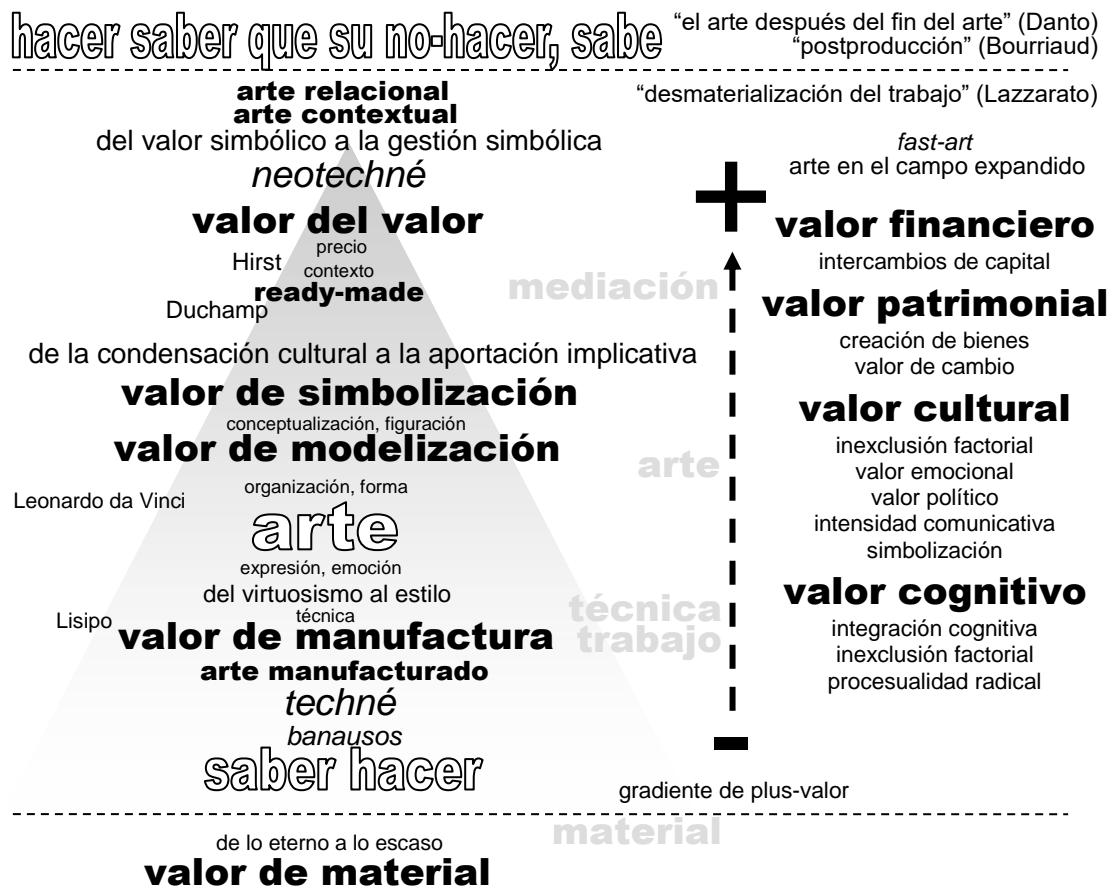 hacer saber que su no-hacer, sabe
“el arte después del fin del arte” (Danto)
“postproducción” (Bourriaud)
arte relacional
arte contextual
“desmaterialización del trabajo” (Lazzarato)
del valor simbólico a la gestión simbólica
neotechné
fast-art
arte en el campo expandido
+
valor del valor
precio
Hirst
contexto
ready-made
Duchamp
mediación
valor financiero
intercambios de capital
valor patrimonial
creación de bienes
valor de cambio
de la condensación cultural a la aportación implicativa
valor de simbolización
conceptualización, figuración
valor de modelización
organización, forma
Leonardo da Vinci
arte
arte
expresión, emoción
del virtuosismo al estilo
técnica
Lisipo
valor de manufactura
arte manufacturado
techné
banausos
saber hacer
técnica
trabajo
valor cultural
inexclusión factorial
valor emocional
valor político
intensidad comunicativa
simbolización
valor cognitivo
integración cognitiva
inexclusión factorial
procesualidad radical
-
gradiente de plus-valor
material
de lo eterno a lo escaso
valor de material